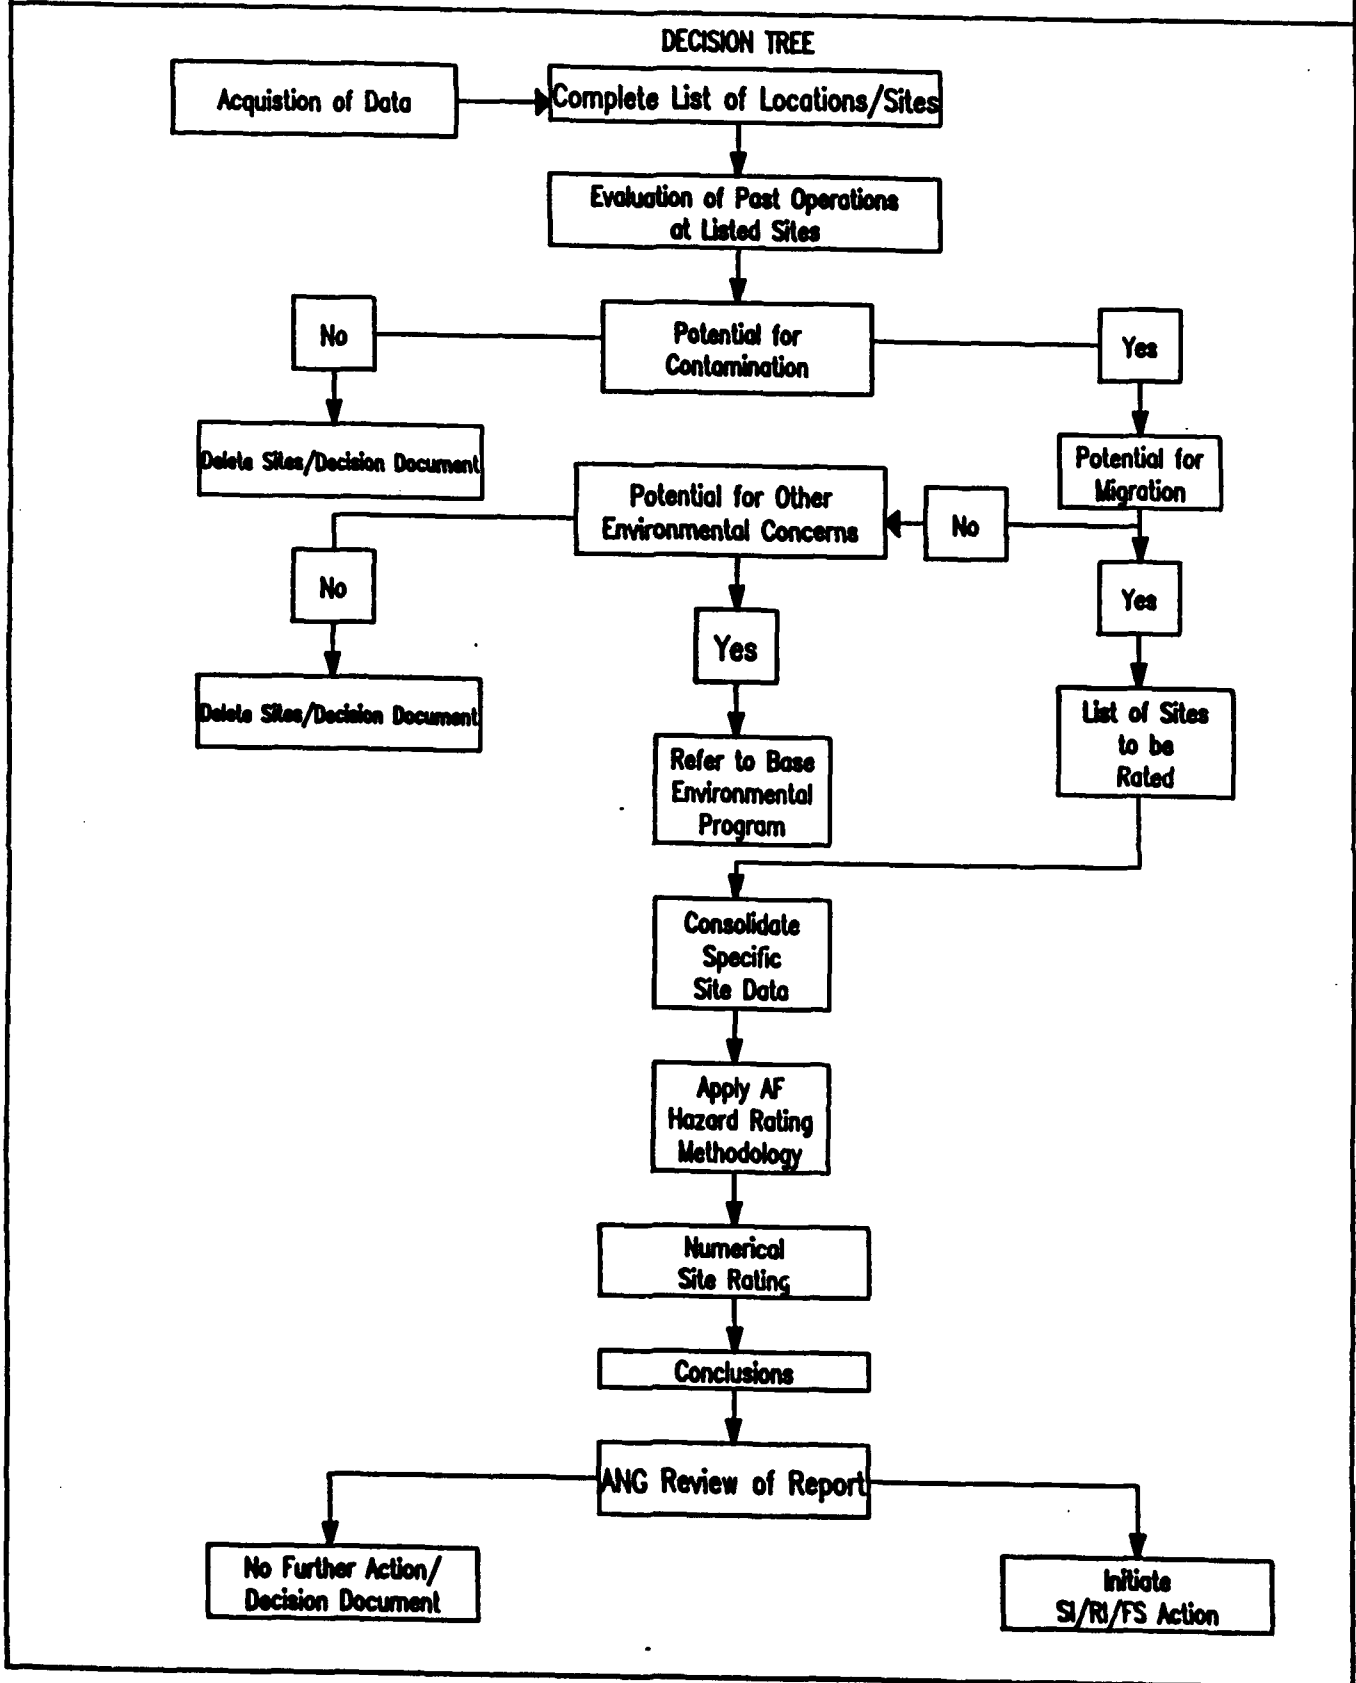 DECISION TREE
Acquistion of Data
Complete List of Locations/Sites
Evaluation of Past Operations
at Listed Sites
No
Potential for
Contamination
Yes
Delete Sites/Decision Document
Potential for Other
Environmental Concerns
No
Potential for
Migration
No
Yes
Yes
Delete Sites/Decision Document
List of Sites
to be
Rated
Refer to Base
Environmental
Program
Consolidate
Specific
Site Data
Apply AF
Hazard Rating
Methodology
Numerical
Site Rating
Conclusions
ANG Review of Report
No Further Action/
Decision Document
Initiate
SI/RI/FS Action